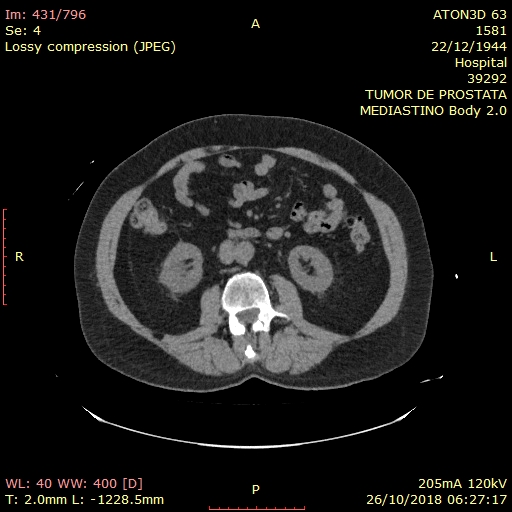 Im: 431/796
Se: 4
Lossy compression (JPEG)
A
ATON3D 63
1581
22/12/1944
Hospital
39292
TUMOR DE PROSTATA
MEDIASTINO Body 2.0
R
L
WL: 40 WW: 400 [D]
T: 2.0mm L: -1228.5mm
P
205mA 120kV
26/10/2018 06:27:17